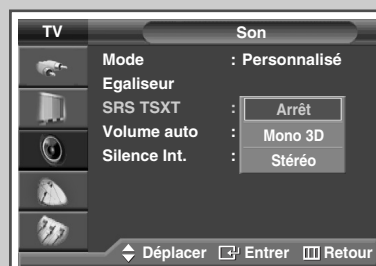 TV Son
Mode : Personnalisé
Egaliseur
SRS TSXT : Arrêt
Volume auto : Mono 3D
Silence Int. : Stéréo
Déplacer Entrer Retour